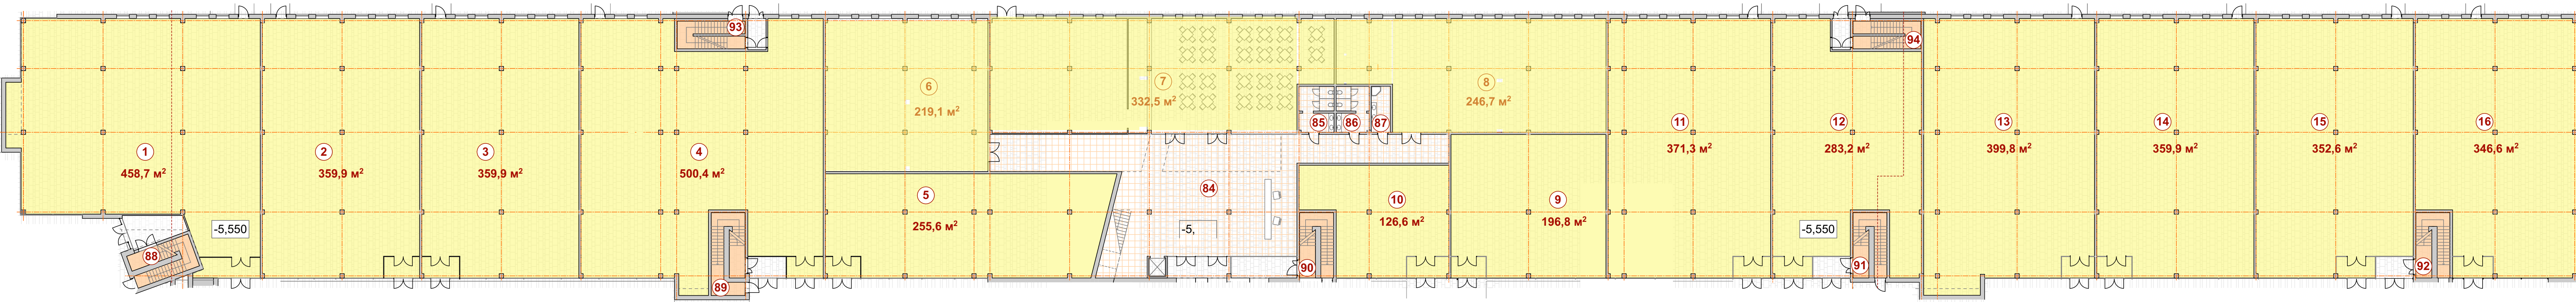 93
94
6
219,1 м²
7
332,5 м²
8
246,7 м²
85
86
87
11
371,3 м²
12
283,2 м²
13
399,8 м²
14
359,9 м²
15
352,6 м²
16
346,6 м²
1
458,7 м²
2
359,9 м²
3
359,9 м²
4
500,4 м²
5
255,6 м²
84
10
126,6 м²
9
196,8 м²
-5,550
-5,
-5,550
88
89
90
91
92